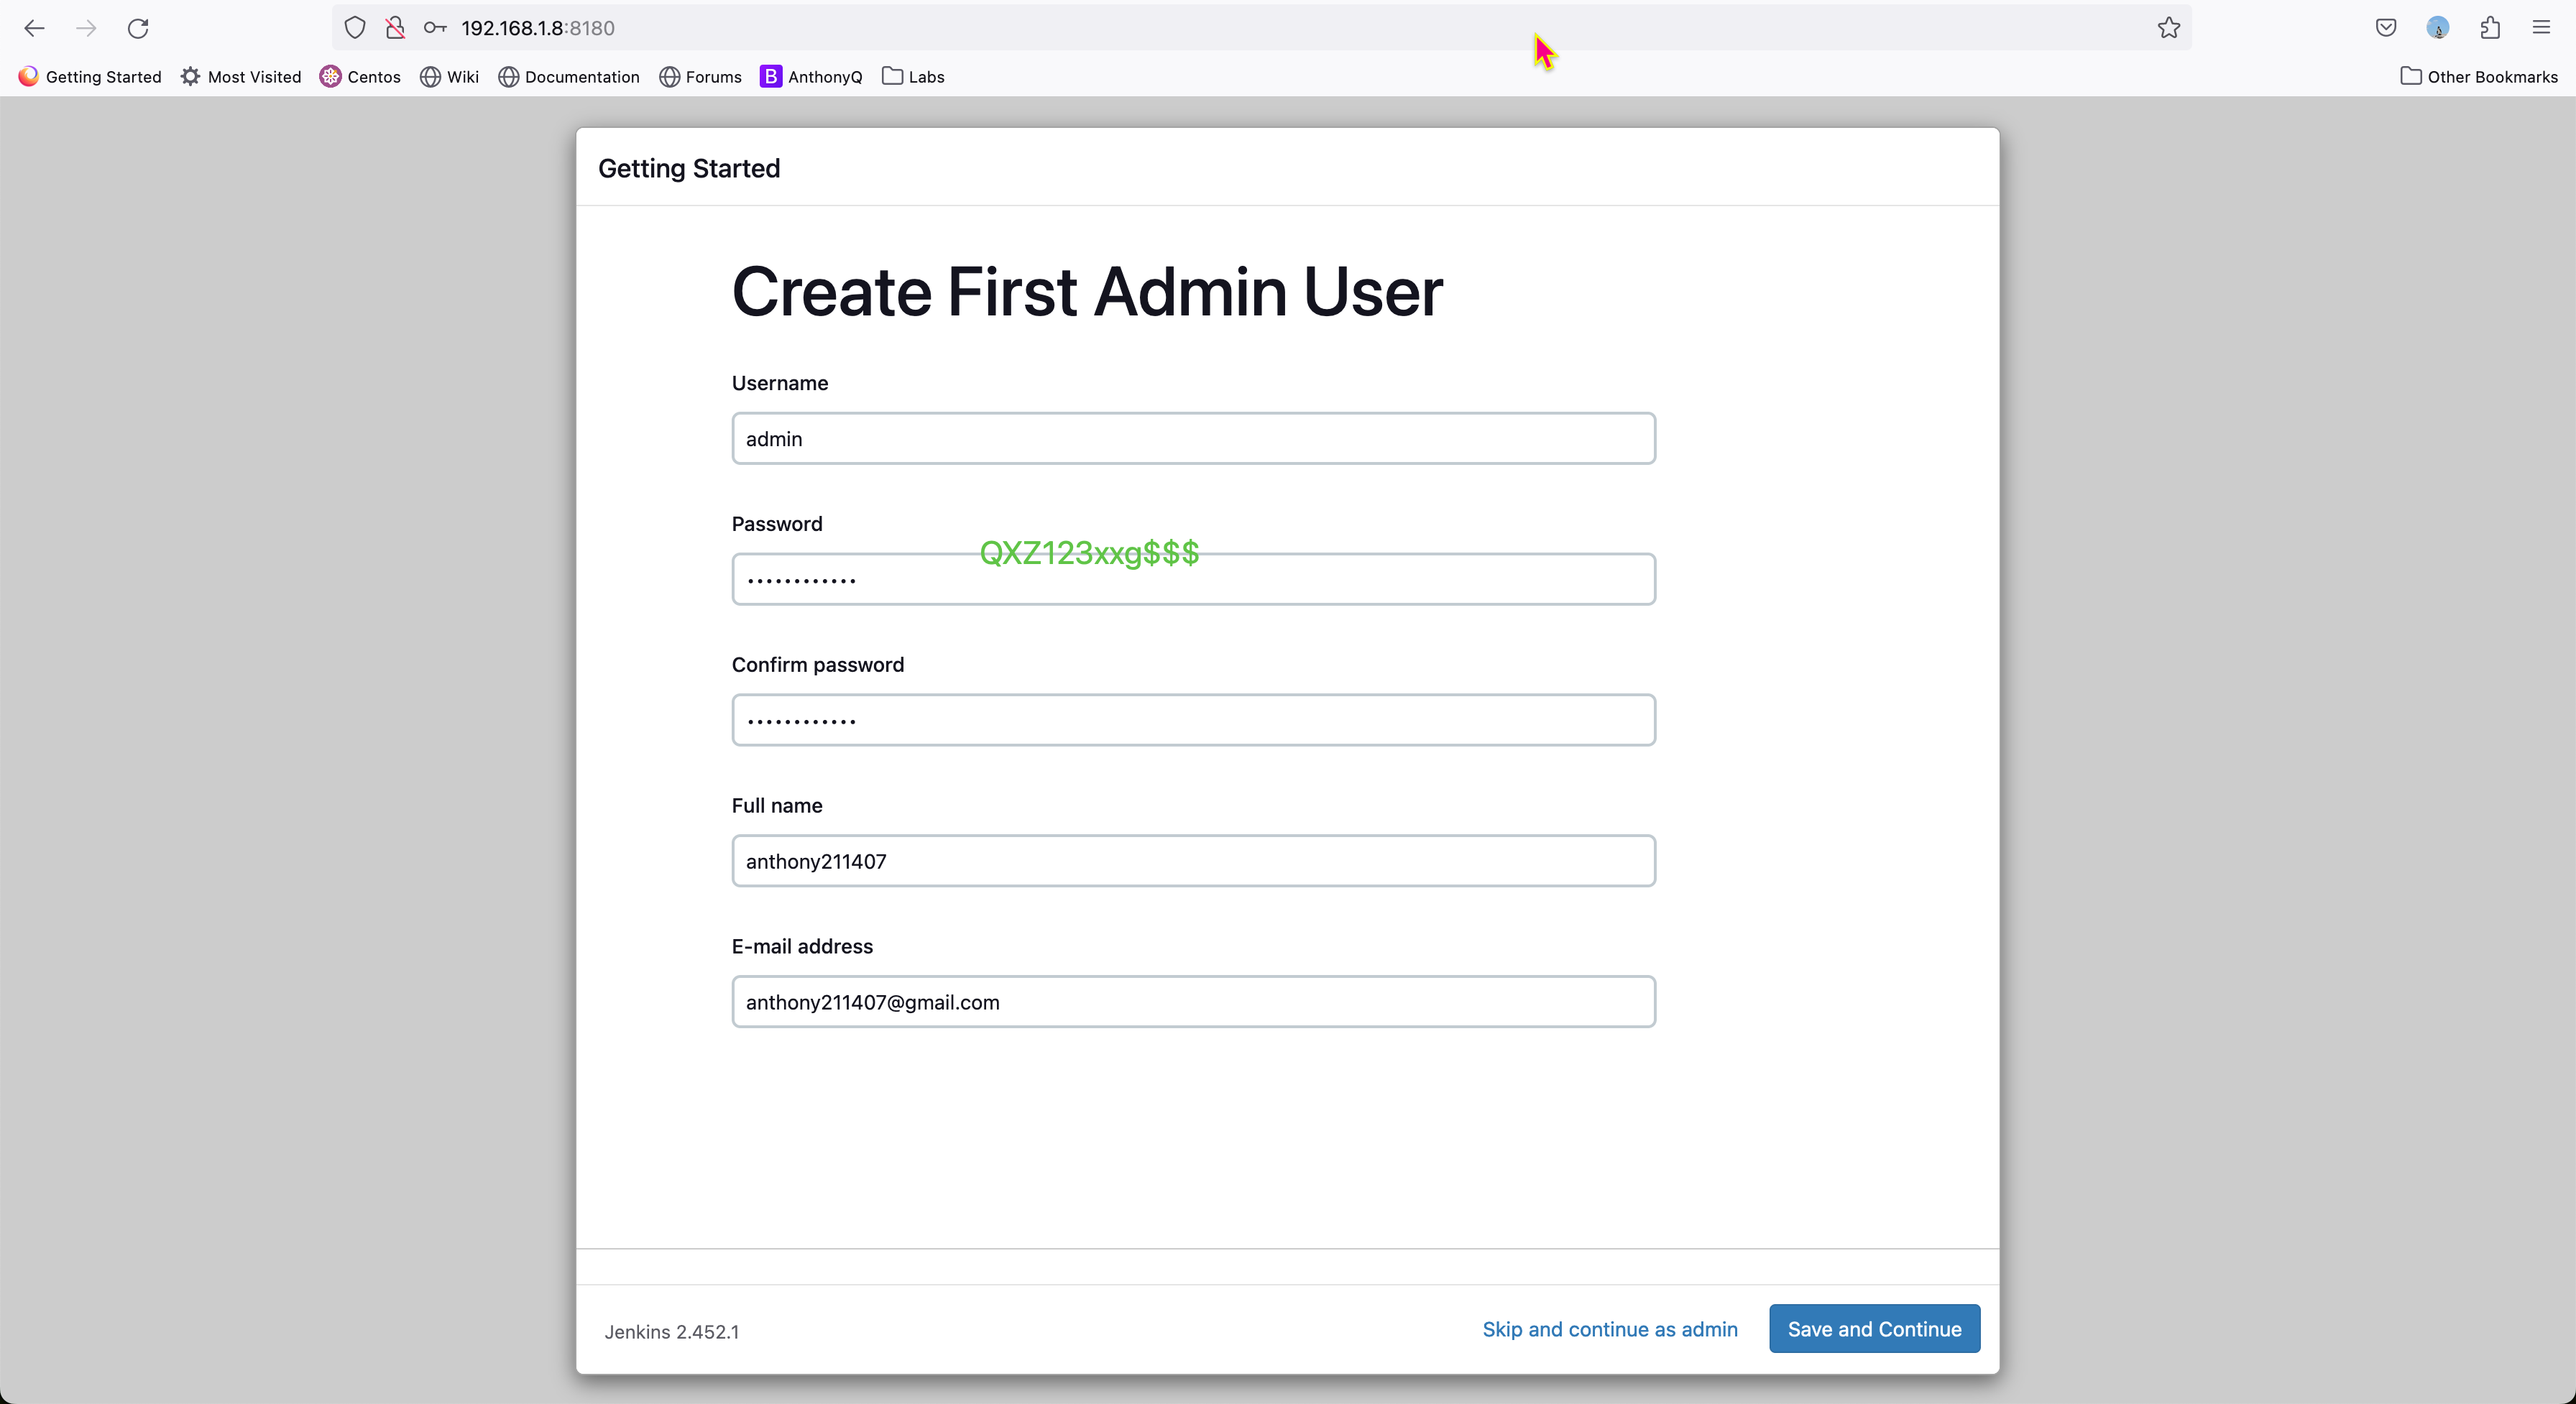 192.168.1.8:8180
Getting Started
Most Visited
Centos
Wiki
Documentation
Forums
B AnthonyQ
Labs
Other Bookmarks
Getting Started
Create First Admin User
Username
admin
Password
QXZ123xxg$$$
••••••••••••
Confirm password
••••••••••••
Full name
anthony211407
E-mail address
anthony211407@gmail.com
Jenkins 2.452.1
Skip and continue as admin
Save and Continue